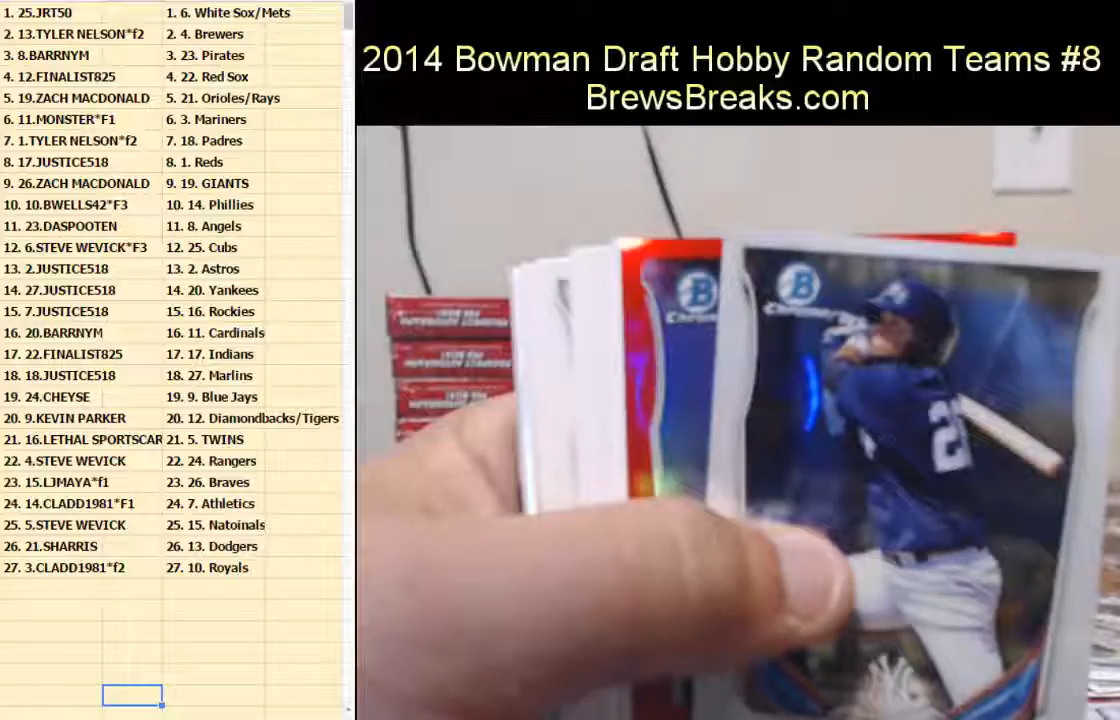 1. 25.JRT50 1. 6. White Sox/Mets
2. 13.TYLER NELSON*f2 2. 4. Brewers
3. 8.BARRNYM 3. 23. Pirates
4. 12.FINALIST825 4. 22. Red Sox
5. 19.ZACH MACDONALD 5. 21. Orioles/Rays
6. 11.MONSTER*F1 6. 3. Mariners
7. 1.TYLER NELSON*f2 7. 18. Padres
8. 17.JUSTICE518 8. 1. Reds
9. 26.ZACH MACDONALD 9. 19. GIANTS
10. 10.BWELLS42*F3 10. 14. Phillies
11. 23.DASPOOTEN 11. 8. Angels
12. 6.STEVE WEVICK*F3 12. 25. Cubs
13. 2.JUSTICE518 13. 2. Astros
14. 27.JUSTICE518 14. 20. Yankees
15. 7.JUSTICE518 15. 16. Rockies
16. 20.BARRNYM 16. 11. Cardinals
17. 22.FINALIST825 17. 17. Indians
18. 18.JUSTICE518 18. 27. Marlins
19. 24.CHEYSE 19. 9. Blue Jays
20. 9.KEVIN PARKER 20. 12. Diamondbacks/Tigers
21. 16.LETHAL SPORTSCAR 21. 5. TWINS
22. 4.STEVE WEVICK 22. 24. Rangers
23. 15.LJMAYA*f1 23. 26. Braves
24. 14.CLADD1981*F1 24. 7. Athletics
25. 5.STEVE WEVICK 25. 15. Natoinals
26. 21.SHARRIS 26. 13. Dodgers
27. 3.CLADD1981*f2 27. 10. Royals
2014 Bowman Draft Hobby Random Teams #8
BrewsBreaks.com
B
Chrome
B
Chrome
2